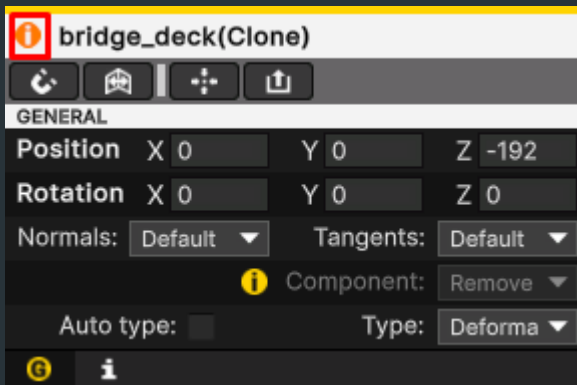 bridge_deck(Clone)
GENERAL
Position X 0 Y 0 Z -192
Rotation X 0 Y 0 Z 0
Normals: Default Tangents: Default
Component: Remove
Auto type: Type: Deforma
G i